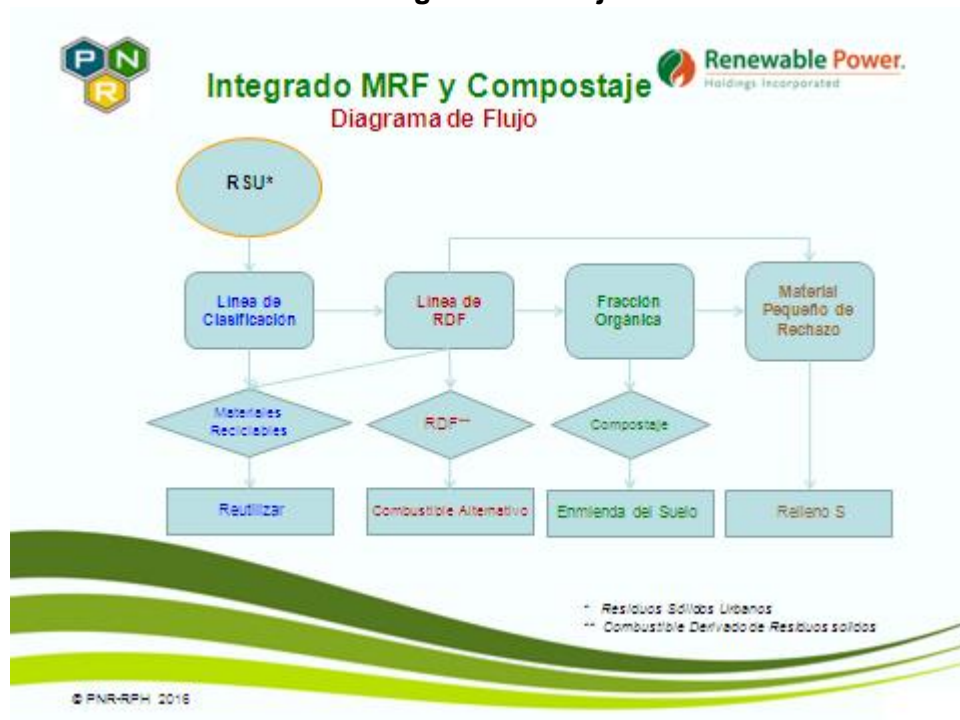 P N
R
Renewable Power.
Holdings Incorporated
Integrado MRF y Compostaje
Diagrama de Flujo
RSU*
Linea de
Clasificación
Linea de
RDF
Fracción
Orgánica
Material
Pequeño de
Rechazo
Materiales
Reciclables
RDF**
Compostaje
Reutilizar
Combustible Alternativo
Enmienda del Suelo
Relleno S
* Residuos Sólidos Urbanos
** Combustible Derivado de Residuos solidos
© PNR-RPH 2016